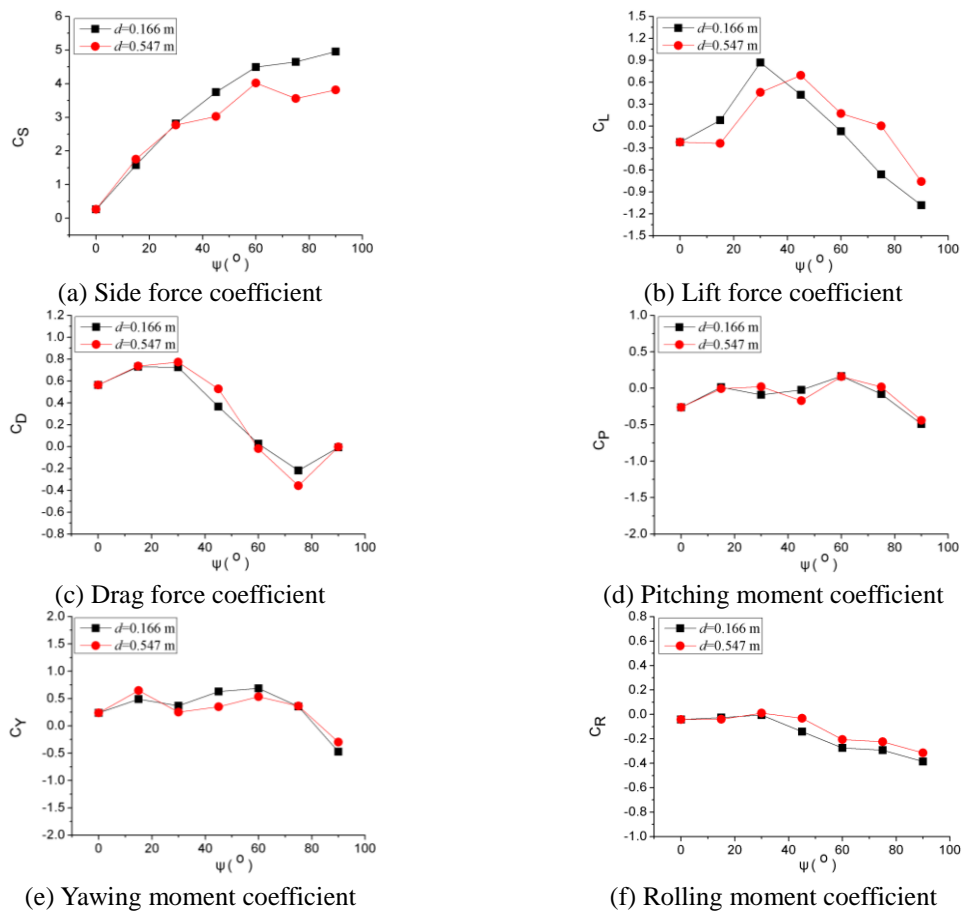 d=0.166 m
d=0.547 m
6
5
4
3
2
1
0
C_S
0 20 40 60 80 100
ψ(°)
(a) Side force coefficient
d=0.166 m
d=0.547 m
1.5
1.2
0.9
0.6
0.3
0.0
-0.3
-0.6
-0.9
-1.2
-1.5
C_L
0 20 40 60 80 100
ψ(°)
(b) Lift force coefficient
d=0.166 m
d=0.547 m
1.2
1.0
0.8
0.6
0.4
0.2
0.0
-0.2
-0.4
-0.6
-0.8
C_D
0 20 40 60 80 100
ψ(°)
(c) Drag force coefficient
d=0.166 m
d=0.547 m
1.0
0.5
0.0
-0.5
-1.0
-1.5
-2.0
C_P
0 20 40 60 80 100
ψ(°)
(d) Pitching moment coefficient
d=0.166 m
d=0.547 m
2.0
1.5
1.0
0.5
0.0
-0.5
-1.0
-1.5
-2.0
C_Y
0 20 40 60 80 100
ψ(°)
(e) Yawing moment coefficient
d=0.166 m
d=0.547 m
0.8
0.6
0.4
0.2
0.0
-0.2
-0.4
-0.6
-0.8
-1.0
C_R
0 20 40 60 80 100
ψ(°)
(f) Rolling moment coefficient